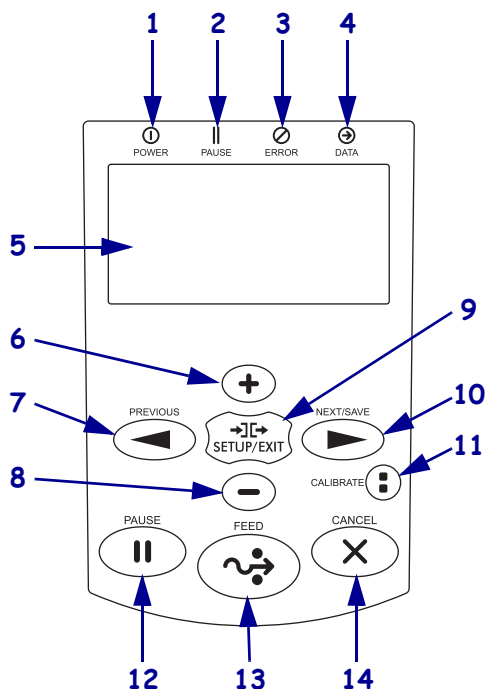 1 2 3 4
POWER PAUSE ERROR DATA
5
9
6
7 PREVIOUS NEXT/SAVE 10
SETUP/EXIT
11
8 CALIBRATE
PAUSE FEED CANCEL
12 13 14